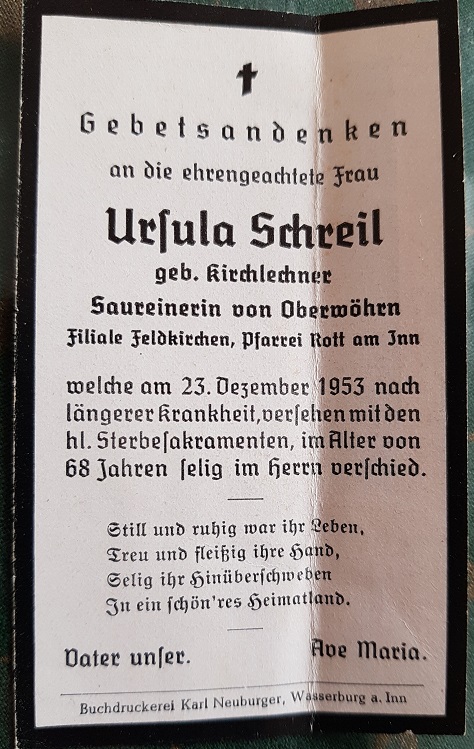 Gebetsandenken
an die ehrengeachtete Frau
Urſula Schreil
geb. Kirchlechner
Saureinerin von Oberwöhrn
Filiale Feldkirchen, Pfarrei Rott am Inn
welche am 23. Dezember 1953 nach
längerer Krankheit, verſehen mit den
hl. Sterbeſakramenten, im Alter von
68 Jahren ſelig im Herrn verſchied.
Still und ruhig war ihr Leben,
Treu und fleißig ihre Hand,
Selig ihr Hinüberſchweben
In ein ſchön'res Heimatland.
Vater unſer. Ave Maria.
Buchdruckerei Karl Neuburger, Wasserburg a. Inn